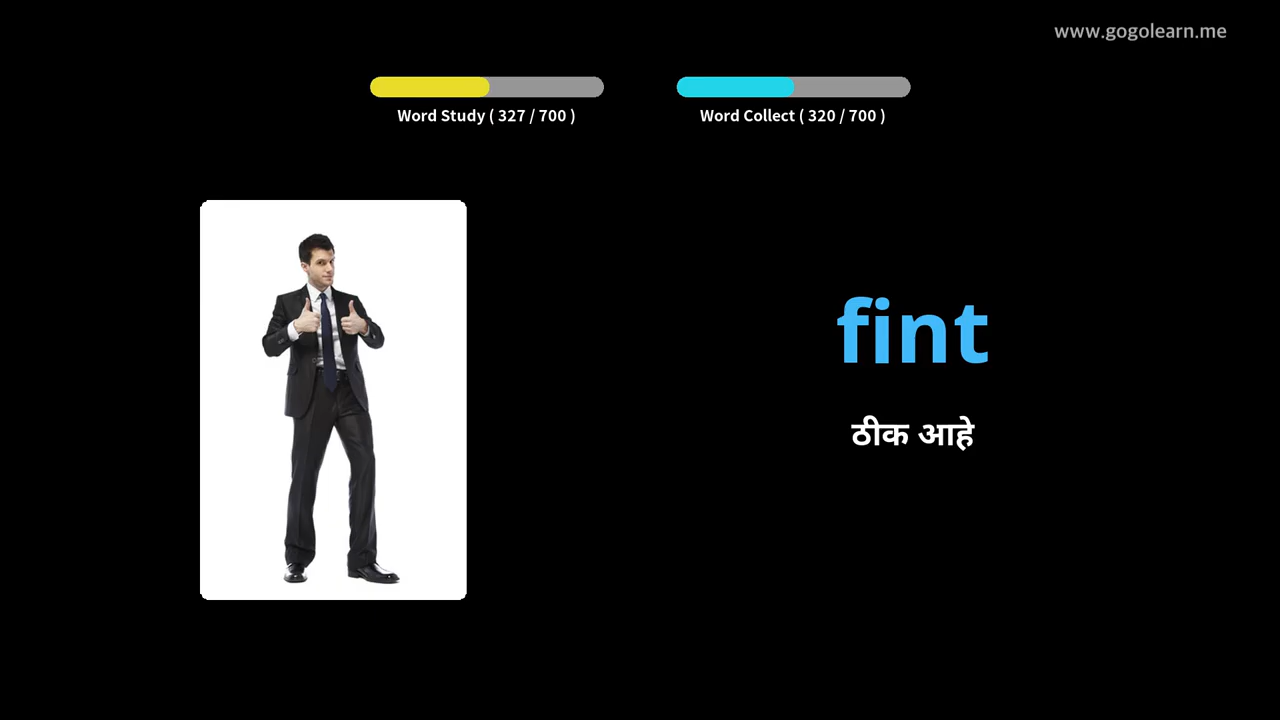 www.gogolearn.me
Word Study ( 327 / 700 )
Word Collect ( 320 / 700 )
fint
ठीक आहे